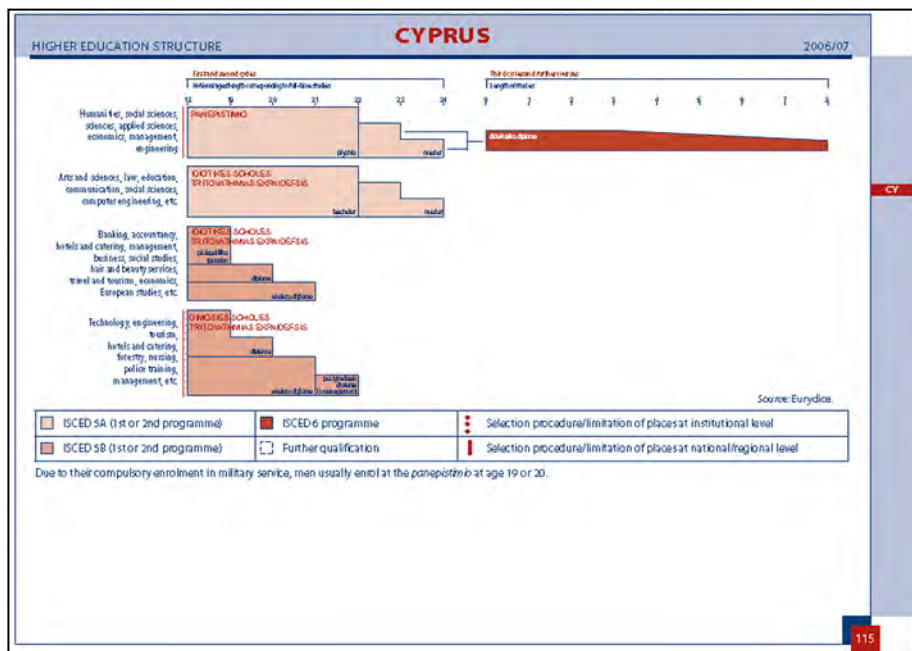 CYPRUS
HIGHER EDUCATION STRUCTURE
2006/07
Humanities, social sciences,
sciences, applied sciences,
economics, management,
engineering
PANEPISTIMIO
ptychio
master
Arts and sciences, law, education,
communication, social sciences,
computer engineering, etc.
IDIOTIKES SCHOLES
TRITOVATHMIAS EKPAIDEFSIS
bachelor
master
Banking, accountancy,
hotels and catering, management,
business, social studies,
hair and beauty services,
travel and tourism, economics,
European studies, etc.
IDIOTIKES SCHOLES
TRITOVATHMIAS EKPAIDEFSIS
diploma
Technology, engineering,
tourism,
hotels and catering,
forestry, nursing,
police training,
management, etc.
DIMOSIES SCHOLES
TRITOVATHMIAS EKPAIDEFSIS
diploma
CY
Source: Eurydice.
ISCED 5A (1st or 2nd programme)
ISCED 6 programme
Selection procedure/limitation of places at institutional level
ISCED 5B (1st or 2nd programme)
Further qualification
Selection procedure/limitation of places at national/regional level
Due to their compulsory enrolment in military service, men usually enrol at the panepistimio at age 19 or 20.
115